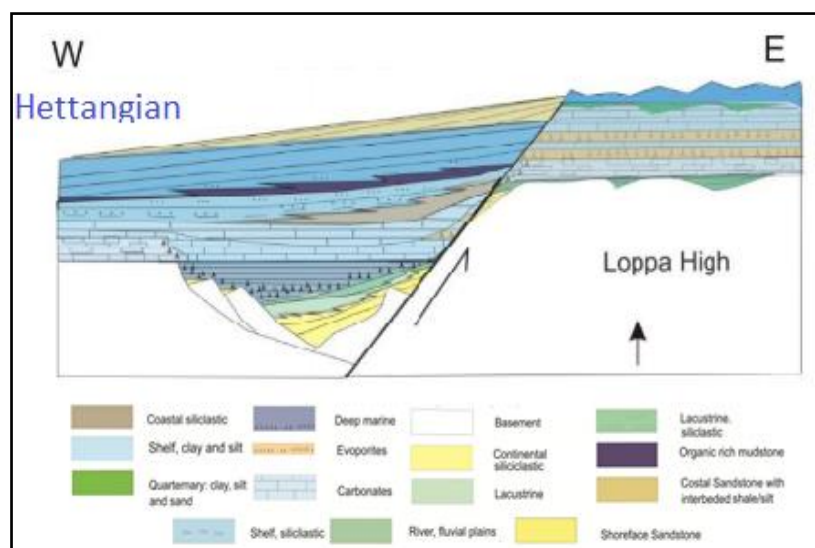 W
E
Hettangian
Loppa High
Coastal siliclastic
Deep marine
Basement
Lacustrine,
siliclastic
Shelf, clay and silt
Evoporites
Continental
siliciclastic
Organic rich mudstone
Quarternary: clay, silt
and sand
Carbonates
Lacustrine
Costal Sandstone with
interbeded shale/silt
Shelf, silicliastic
River, fluvial plains
Shoreface Sandstone